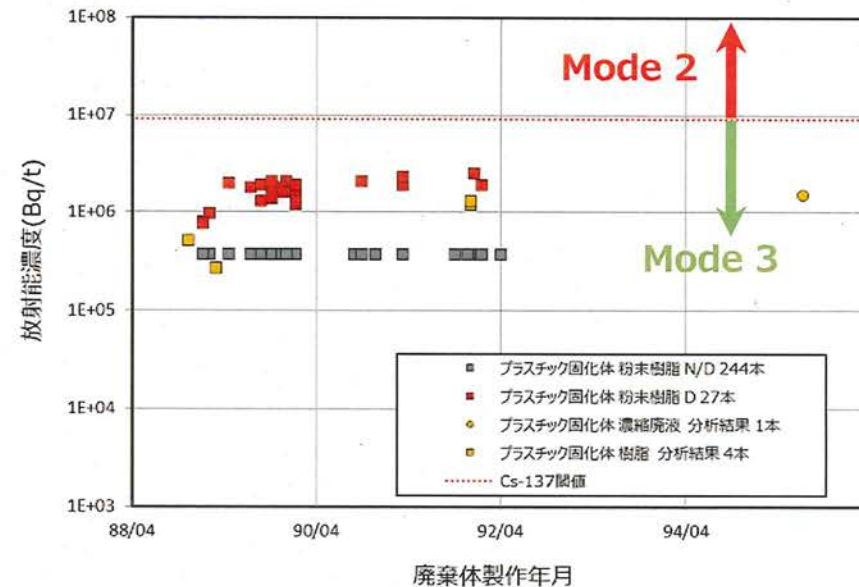 1E+08
1E+07
1E+06
1E+05
1E+04
1E+03
放射能濃度(Bq/t)
Mode 2
Mode 3
プラスチック固化体 粉末樹脂 N/D 244本
プラスチック固化体 粉末樹脂 D 27本
プラスチック固化体 濃縮廃液 分析結果 1本
プラスチック固化体 樹脂 分析結果 4本
Cs-137閾値
88/04
90/04
92/04
94/04
廃棄体製作年月